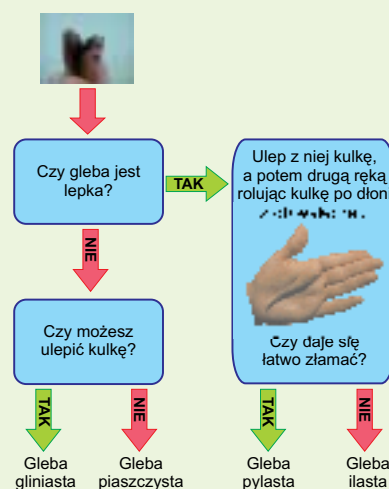 Czy gleba jest
lepka?
TAK
Ulep z niej kulkę,
a potem drugą ręką
rolując kulkę po dłoni
Czy daje się
łatwo złamać?
NIE
Czy możesz
ulepić kulkę?
TAK
NIE
TAK
NIE
Gleba
gliniasta
Gleba
piaszczysta
Gleba
pylasta
Gleba
ilasta